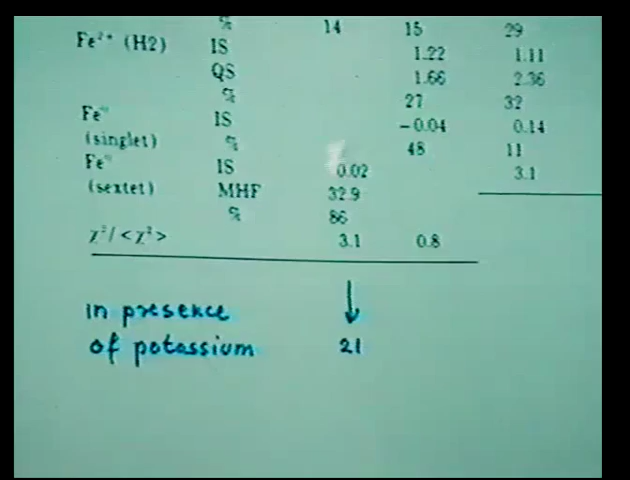 % 14 15 29
Fe²⁺ (H2) IS 1.22 1.11
QS 1.66 2.36
% 27 32
Fe⁰ IS -0.04 0.14
(singlet) % 48 11
Fe⁰ IS 0.02 3.1
(sextet) MHF 32.9
% 86
χ²/<χ²> 3.1 0.8
in presence
of potassium 21